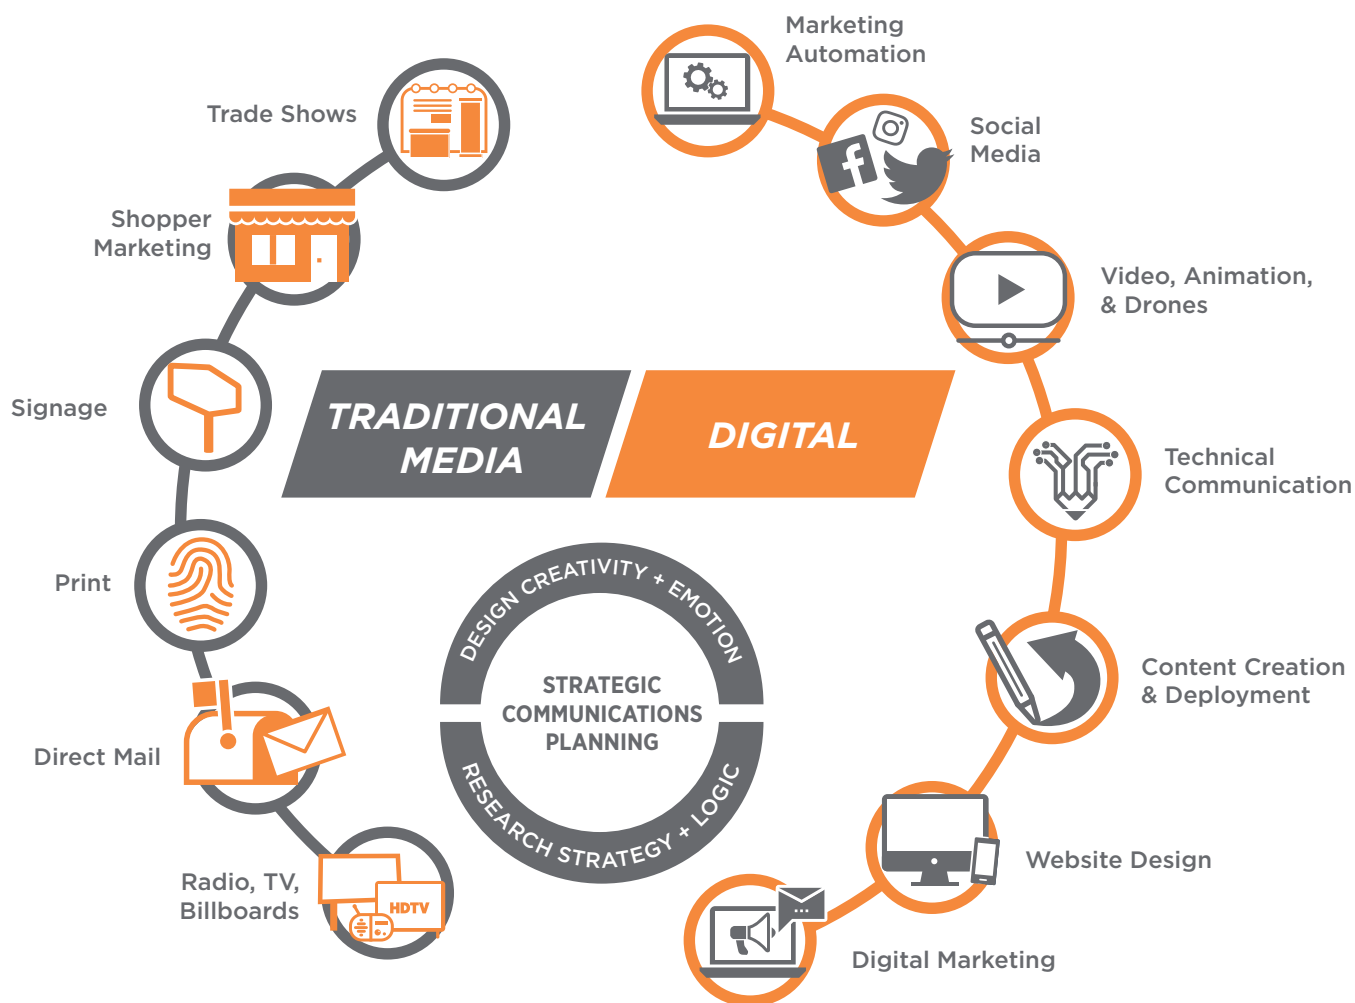 Marketing
Automation
Trade Shows
Social
Media
Shopper
Marketing
Video, Animation,
& Drones
Signage
TRADITIONAL
MEDIA
DIGITAL
Technical
Communication
Print
DESIGN CREATIVITY + EMOTION
STRATEGIC
COMMUNICATIONS
PLANNING
RESEARCH STRATEGY + LOGIC
Content Creation
& Deployment
Direct Mail
Website Design
Radio, TV,
Billboards
HDTV
Digital Marketing